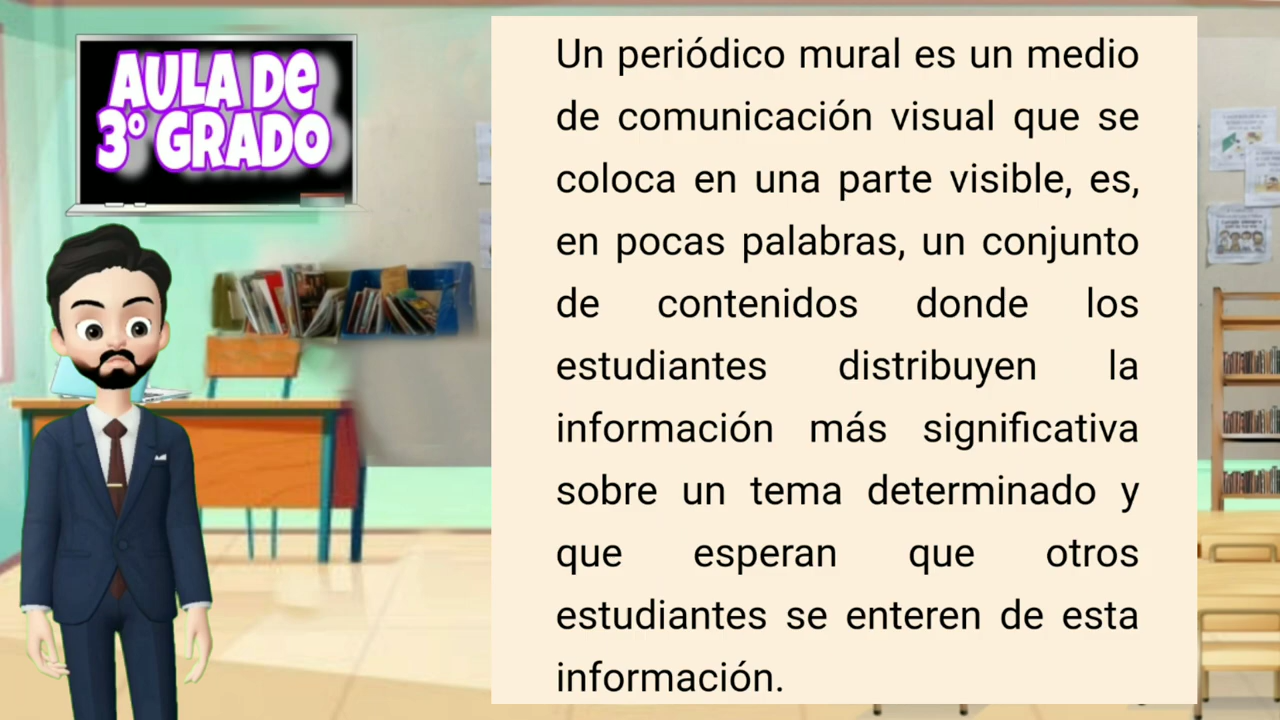 AULA De
3º GRADO
Un periódico mural es un medio
de comunicación visual que se
coloca en una parte visible, es,
en pocas palabras, un conjunto
de contenidos donde los
estudiantes distribuyen la
información más significativa
sobre un tema determinado y
que esperan que otros
estudiantes se enteren de esta
información.